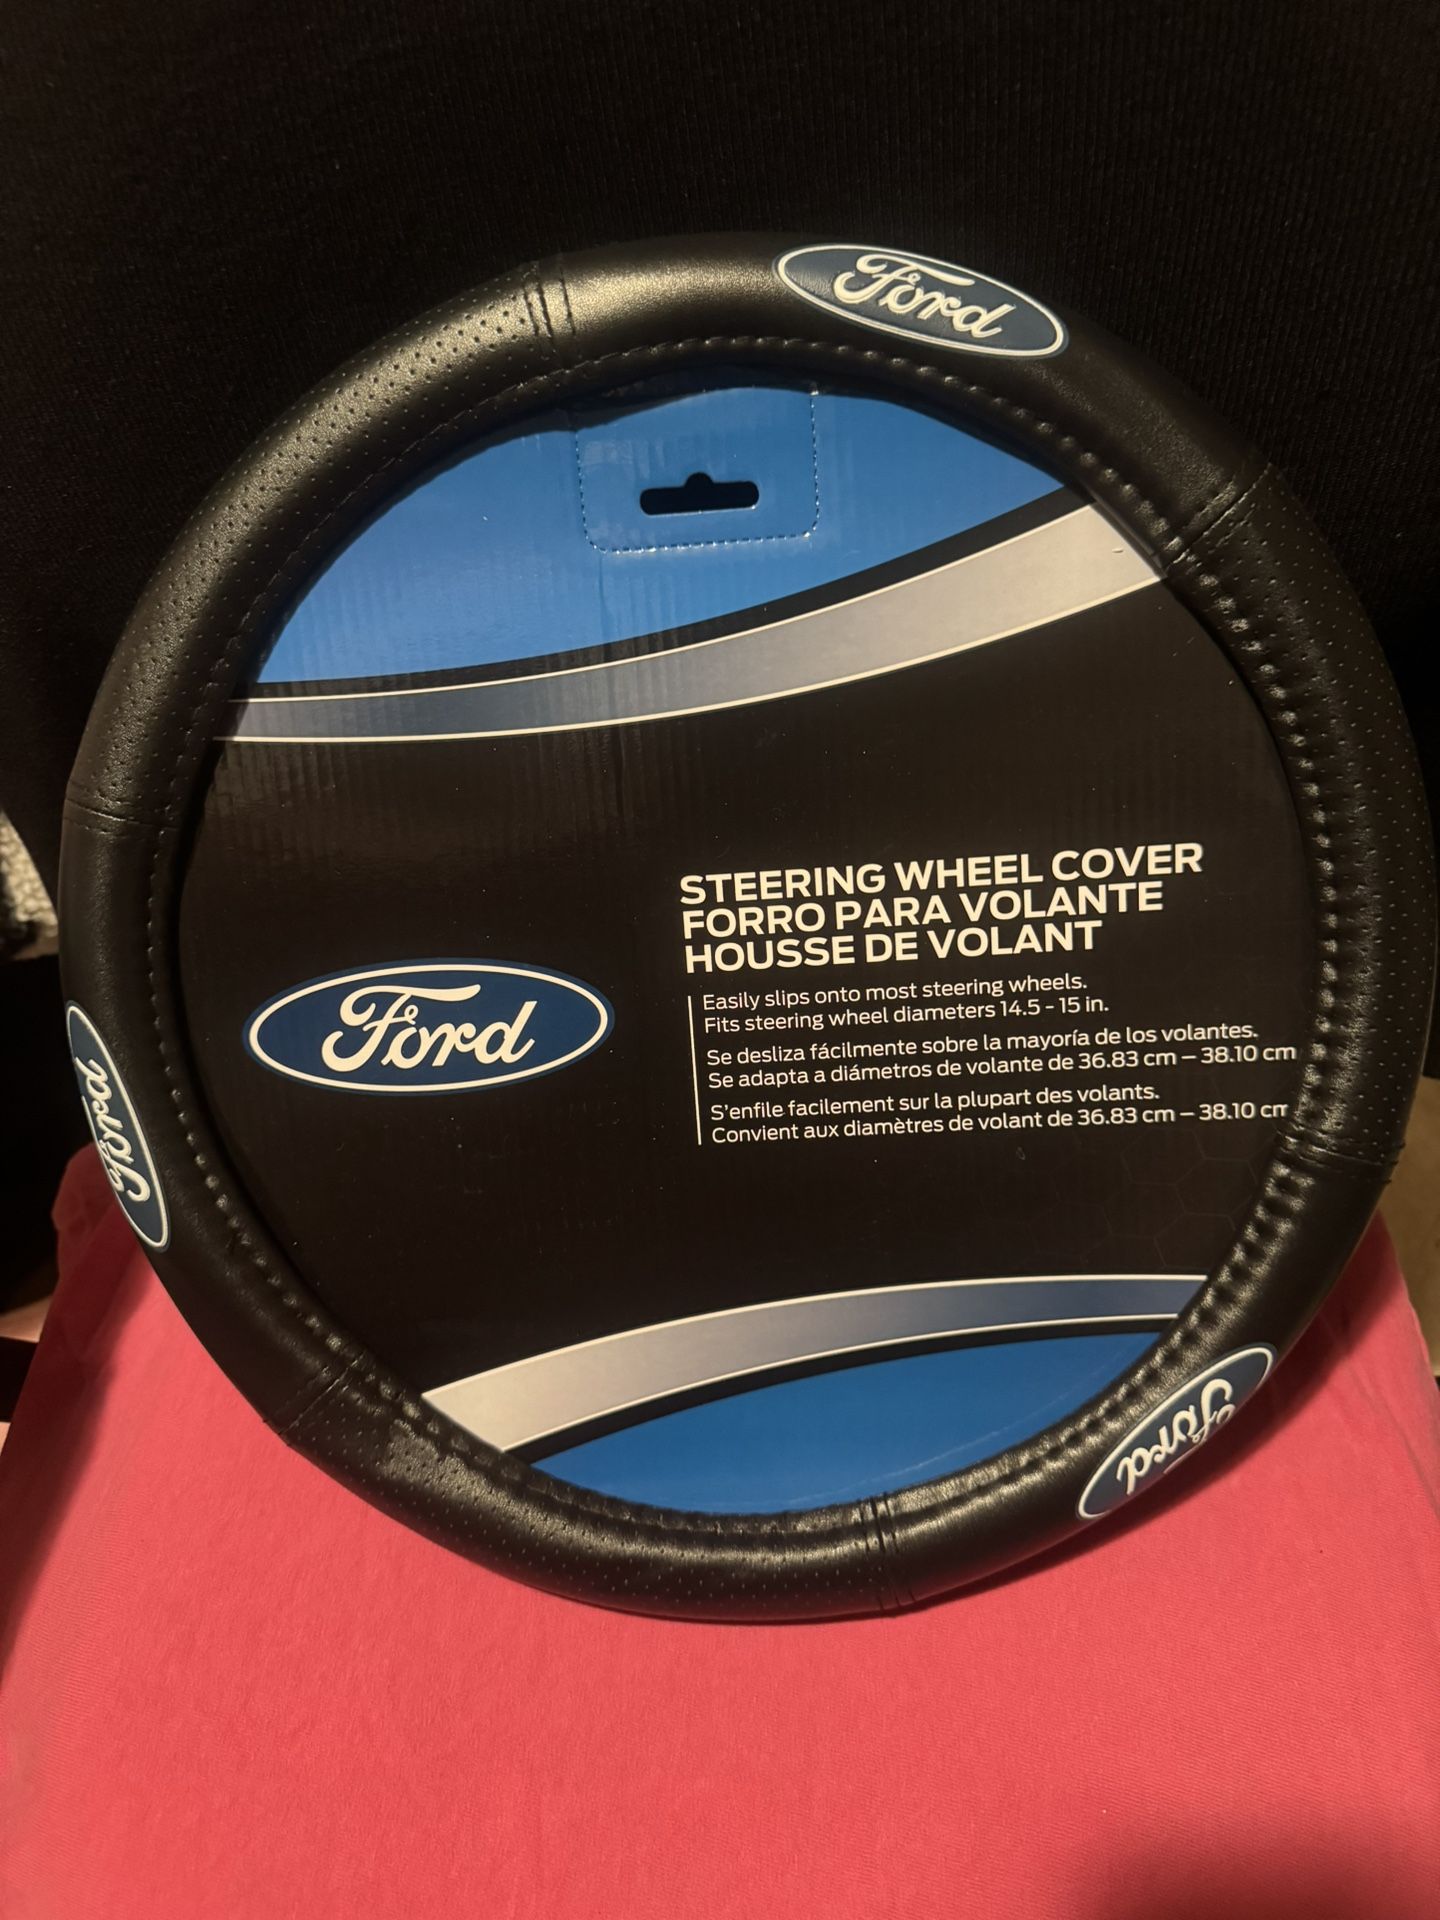 Ford
STEERING WHEEL COVER
FORRO PARA VOLANTE
HOUSSE DE VOLANT
Ford
Easily slips onto most steering wheels.
Fits steering wheel diameters 14.5 - 15 in.
Se desliza fácilmente sobre la mayoría de los volantes.
Se adapta a diámetros de volante de 36.83 cm – 38.10 cm
S'enfile facilement sur la plupart des volants.
Convient aux diamètres de volant de 36.83 cm – 38.10 cm
Ford
Ford